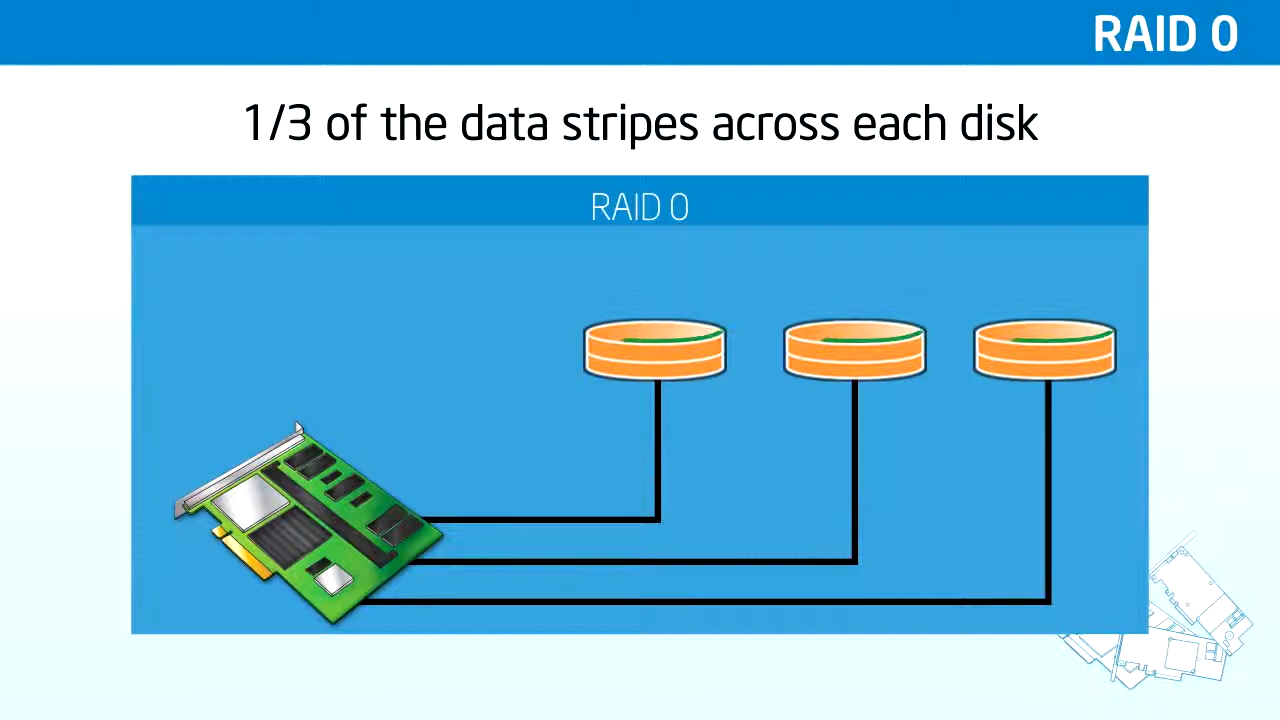 RAID 0
1/3 of the data stripes across each disk
RAID 0